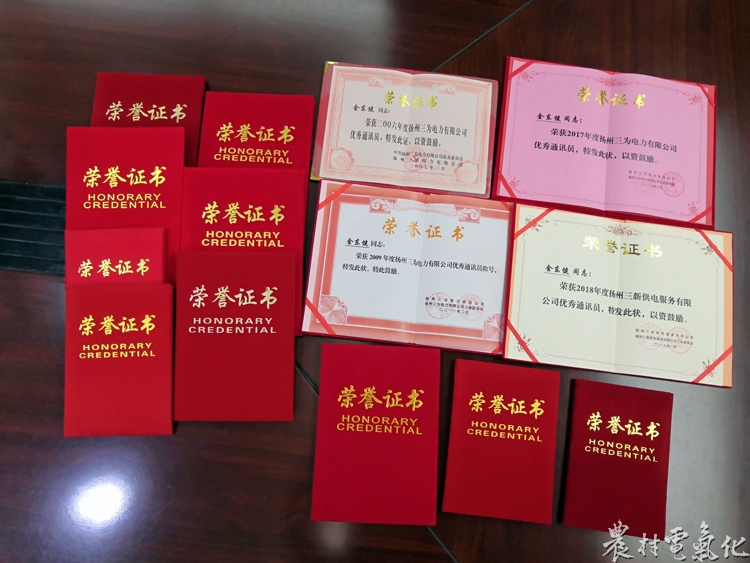 荣誉证书
荣誉证书
HONORARY
CREDENTIAL
荣誉证书
HONORARY
CREDENTIAL
荣誉证书
HONORARY
CREDENTIAL
荣誉证书
荣誉证书
HONORARY
CREDENTIAL
荣誉证书
HONORARY
CREDENTIAL
荣誉证书
金东健 同志:
荣获二00六年度扬州三为电力有限公司
优秀通讯员,特发此证,以资鼓励。
荣誉证书
金东健 同志:
荣获2017年度扬州三为电力有限公司
优秀通讯员,特发此状,以资鼓励。
荣誉证书
金东健 同志:
荣获 2009 年度扬州三为电力有限公司优秀通讯员称号,
特发此状,特此鼓励。
荣誉证书
金东健 同志:
荣获2018年度扬州三新供电服务有限
公司优秀通讯员,特发此状,以资鼓励。
荣誉证书
HONORARY
CREDENTIAL
荣誉证书
HONORARY
CREDENTIAL
荣誉证书
HONORARY
CREDENTIAL
農村電氣化